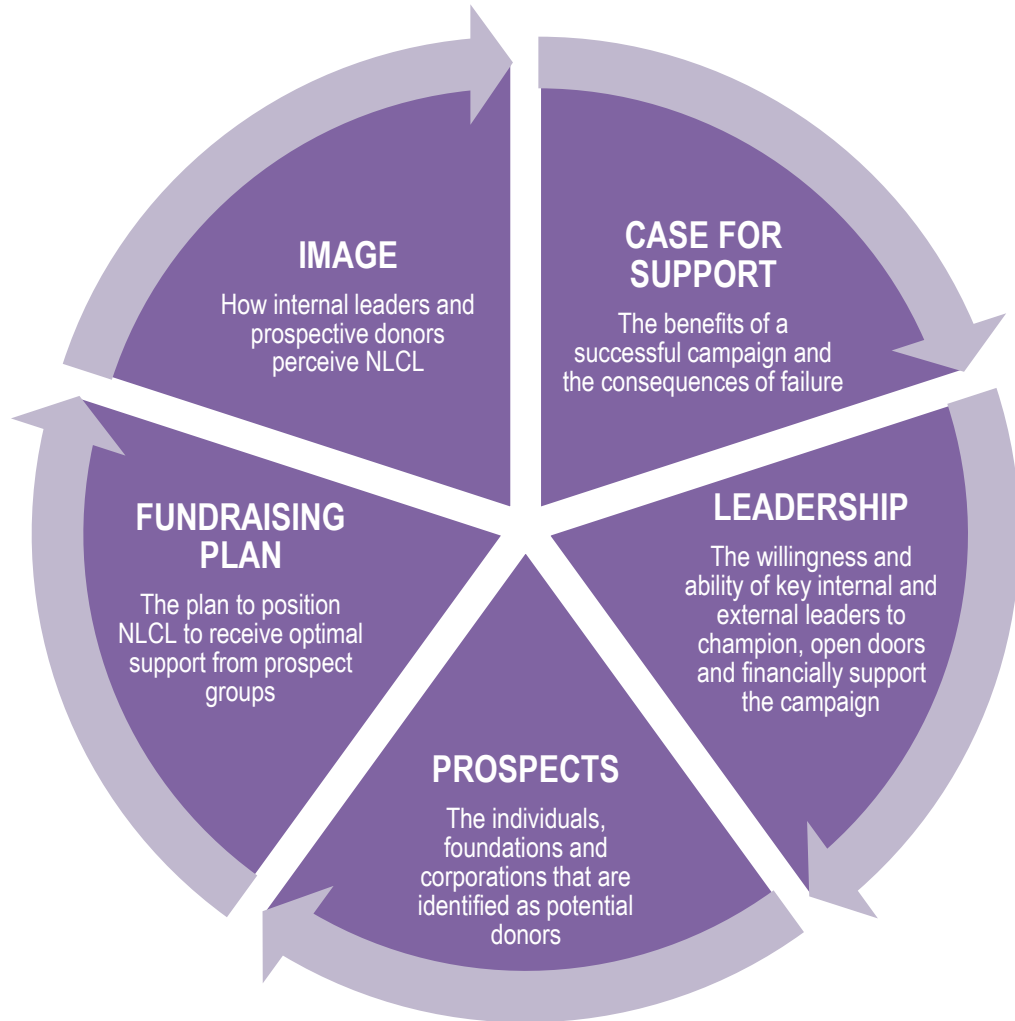 IMAGE
How internal leaders and
prospective donors
perceive NLCL
CASE FOR
SUPPORT
The benefits of a
successful campaign and
the consequences of failure
LEADERSHIP
The willingness and
ability of key internal and
external leaders to
champion, open doors
and financially support
the campaign
PROSPECTS
The individuals,
foundations and
corporations that are
identified as potential
donors
FUNDRAISING
PLAN
The plan to position
NLCL to receive optimal
support from prospect
groups